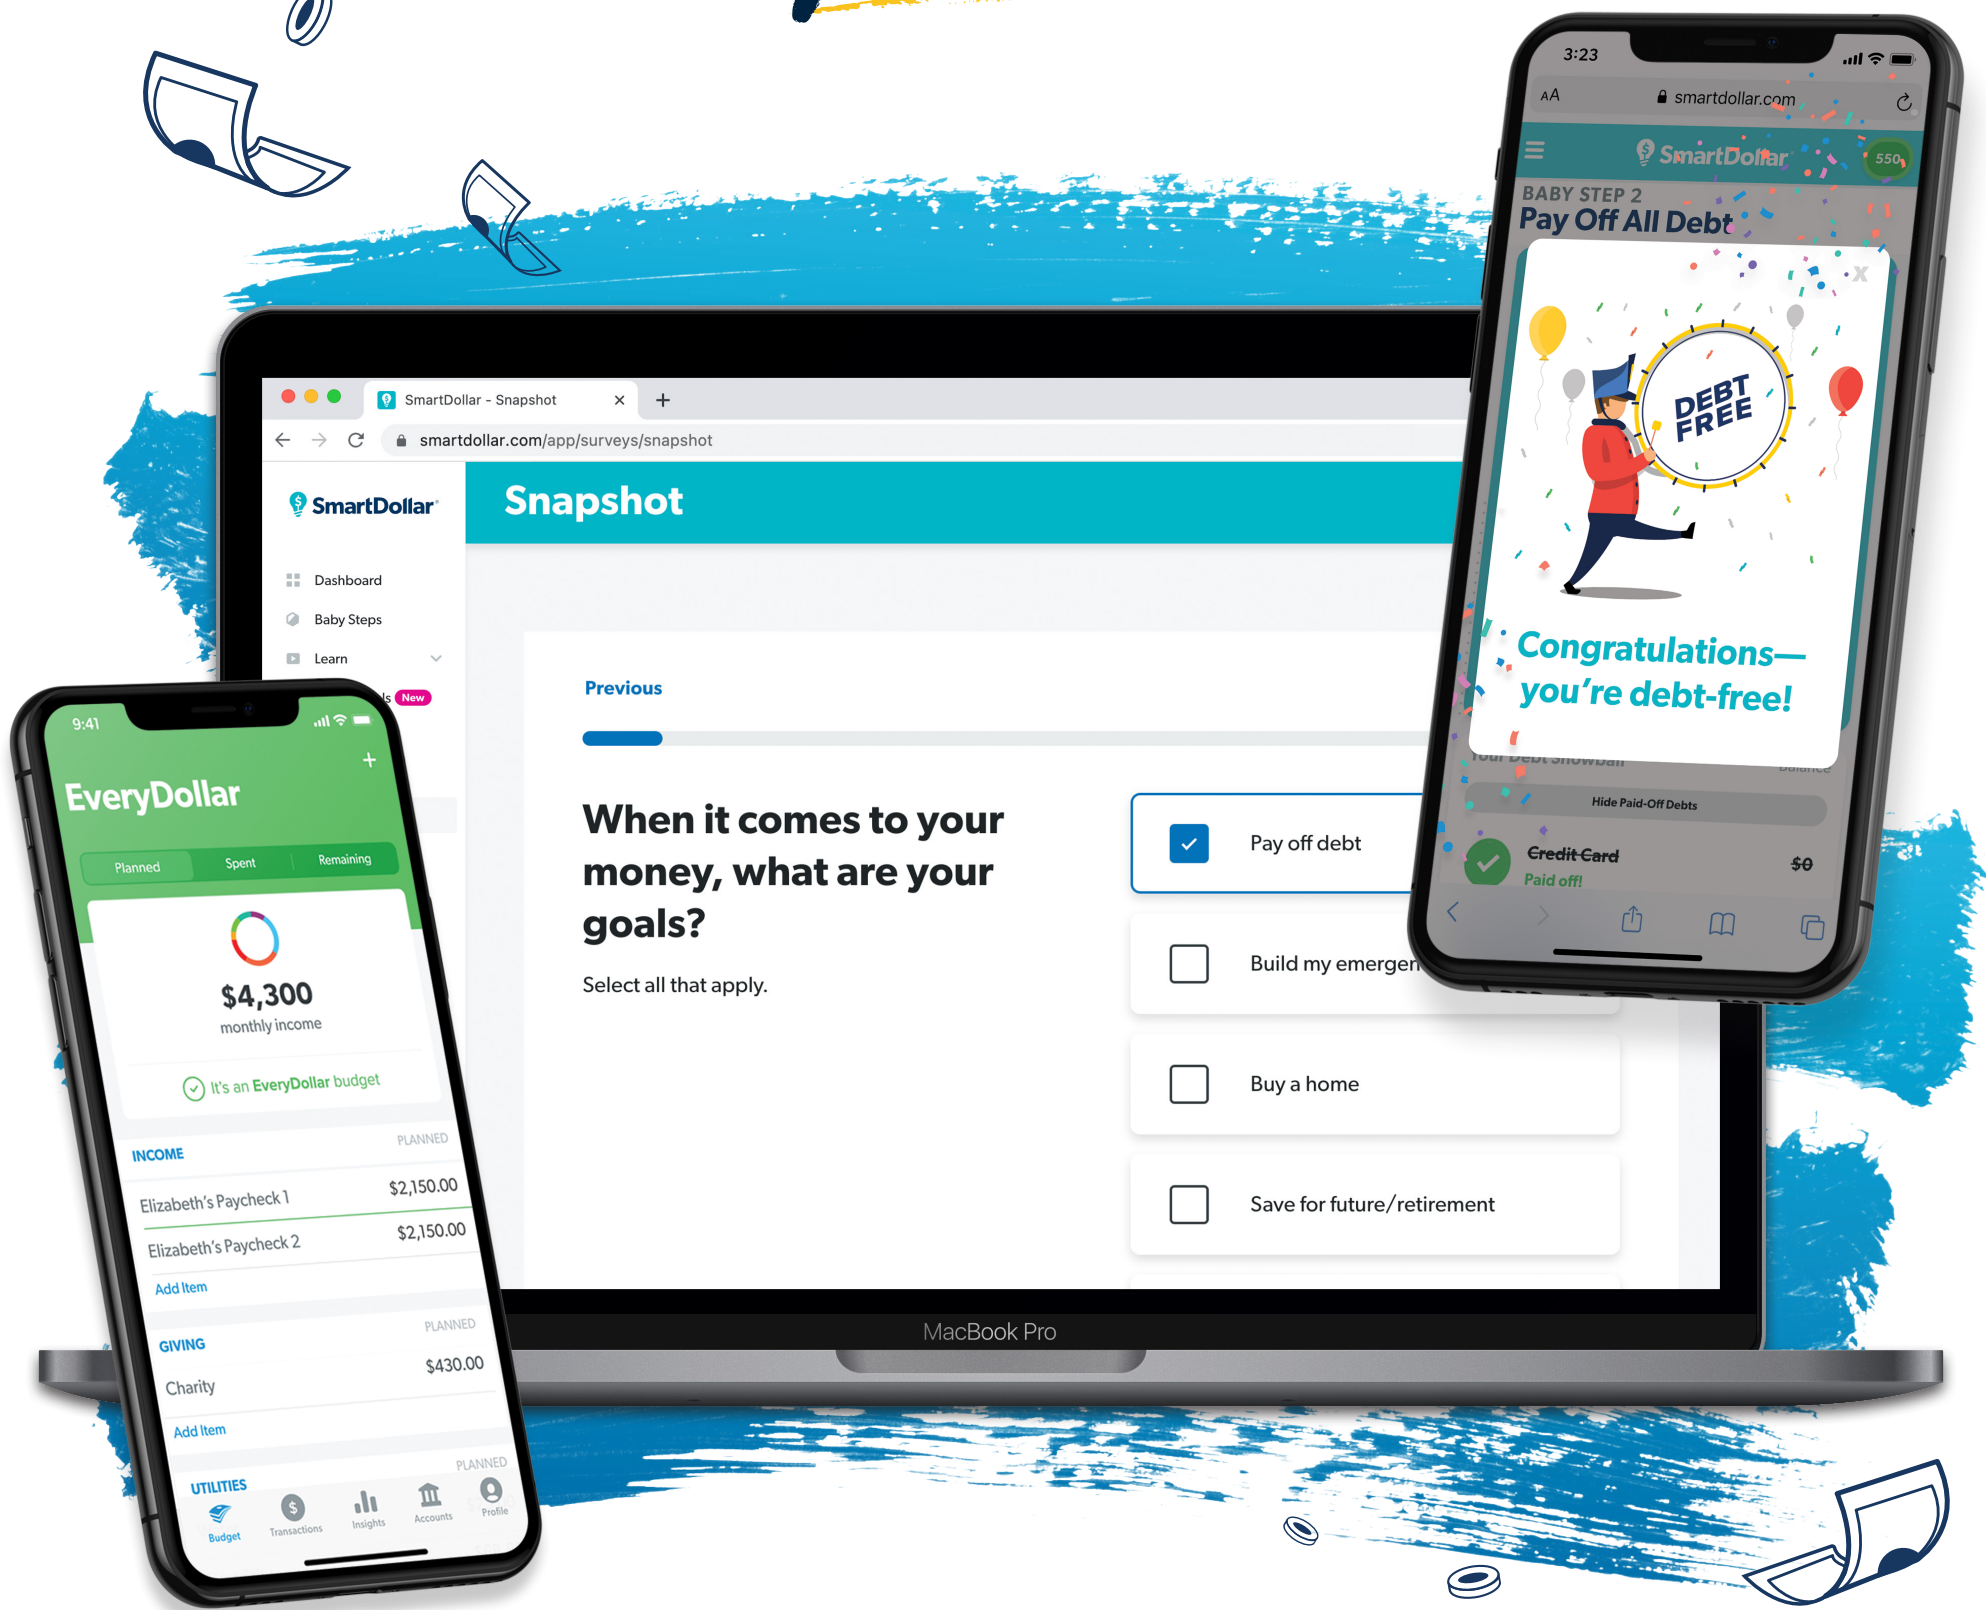 3:23
AA
smartdollar.com
SmartDollar
550
BABY STEP 2
Pay Off All Debt
X
DEBT
FREE
Congratulations—
you're debt-free!
Your Debt Snowball
Balance
Hide Paid-Off Debts
Credit Card
$0
Paid off!
SmartDollar - Snapshot
smartdollar.com/app/surveys/snapshot
SmartDollar
Snapshot
Dashboard
Baby Steps
Learn
New
Previous
When it comes to your
money, what are your
goals?
Select all that apply.
Pay off debt
Build my emergen
Buy a home
Save for future/retirement
MacBook Pro
9:41
EveryDollar
Planned
Spent
Remaining
$4,300
monthly income
It's an EveryDollar budget
INCOME
PLANNED
Elizabeth's Paycheck 1
$2,150.00
Elizabeth's Paycheck 2
$2,150.00
Add Item
GIVING
PLANNED
Charity
$430.00
Add Item
UTILITIES
PLANNED
Budget
Transactions
Insights
Accounts
Profile